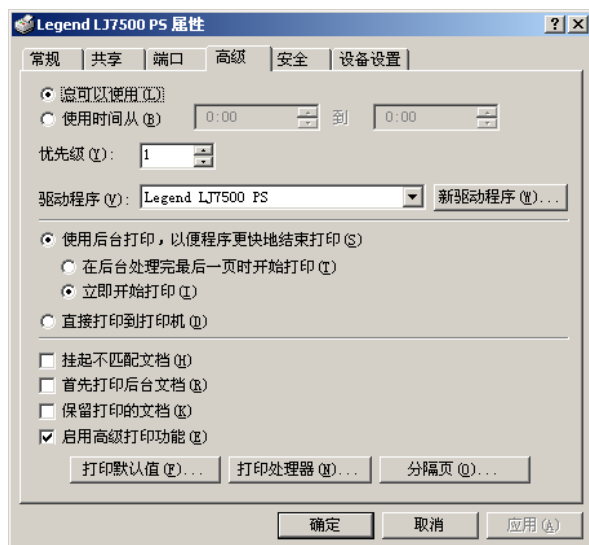 Legend LJ7500 PS 属性
常规 共享 端口 高级 安全 设备设置
总可以使用(L)
使用时间从(B) 0:00 到 0:00
优先级(Y): 1
驱动程序(V): Legend LJ7500 PS 新驱动程序(W)...
使用后台打印，以便程序更快地结束打印(S)
在后台处理完最后一页时开始打印(T)
立即开始打印(I)
直接打印到打印机(D)
挂起不匹配文档(H)
首先打印后台文档(R)
保留打印的文档(K)
启用高级打印功能(E)
打印默认值(F)... 打印处理器(N)... 分隔页(O)...
确定 取消 应用(A)